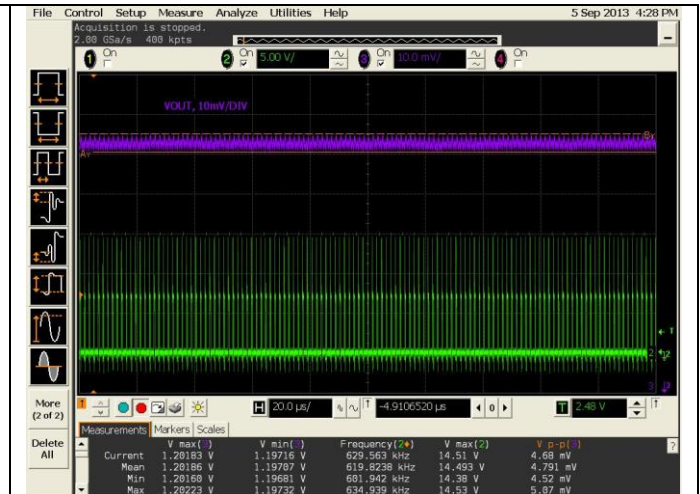 File Control Setup Measure Analyze Utilities Help 5 Sep 2013 4:28 PM
Acquisition is stopped.
2.00 GSa/s 400 kpts
1 On 2 On 5.00 V/ 3 On 10.0 mV/ 4 On
VOUT, 10mV/DIV
More
(2 of 2)
Delete
All
H 20.0 µs/ -4.9106520 µs 0 T 2.48 V
Measurements Markers Scales
V max(3) V min(3) Frequency(2) V max(2) V p-p(3)
Current 1.20183 V 1.19716 V 629.563 kHz 14.51 V 4.68 mV
Mean 1.20186 V 1.19707 V 619.8238 kHz 14.493 V 4.791 mV
Min 1.20160 V 1.19681 V 601.942 kHz 14.38 V 4.52 mV
Max 1.20223 V 1.19732 V 634.939 kHz 14.53 V 5.07 mV